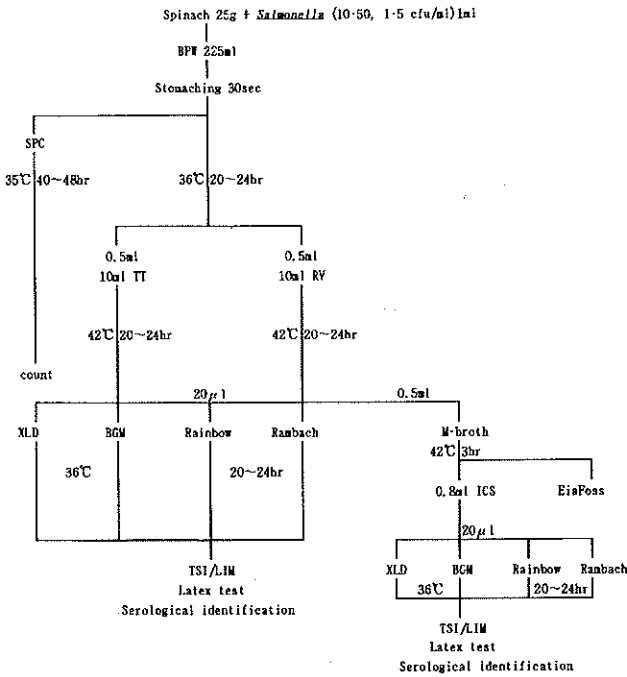 Spinach 25g + Salmonella (10-50, 1-5 cfu/ml) 1ml
BPW 225ml
Stomaching 30sec
SPC
35℃ 40~48hr
36℃ 20~24hr
0.5ml
10ml TT
0.5ml
10ml RV
42℃ 20~24hr
42℃ 20~24hr
count
20μl
0.5ml
XLD
BGM
Rainbow
Rambach
M-broth
36℃
20~24hr
42℃ 3hr
0.8ml ICS
EiaFoss
20μl
XLD
BGM
Rainbow
Rambach
36℃
20~24hr
TSI/LIM
Latex test
Serological identification
TSI/LIM
Latex test
Serological identification